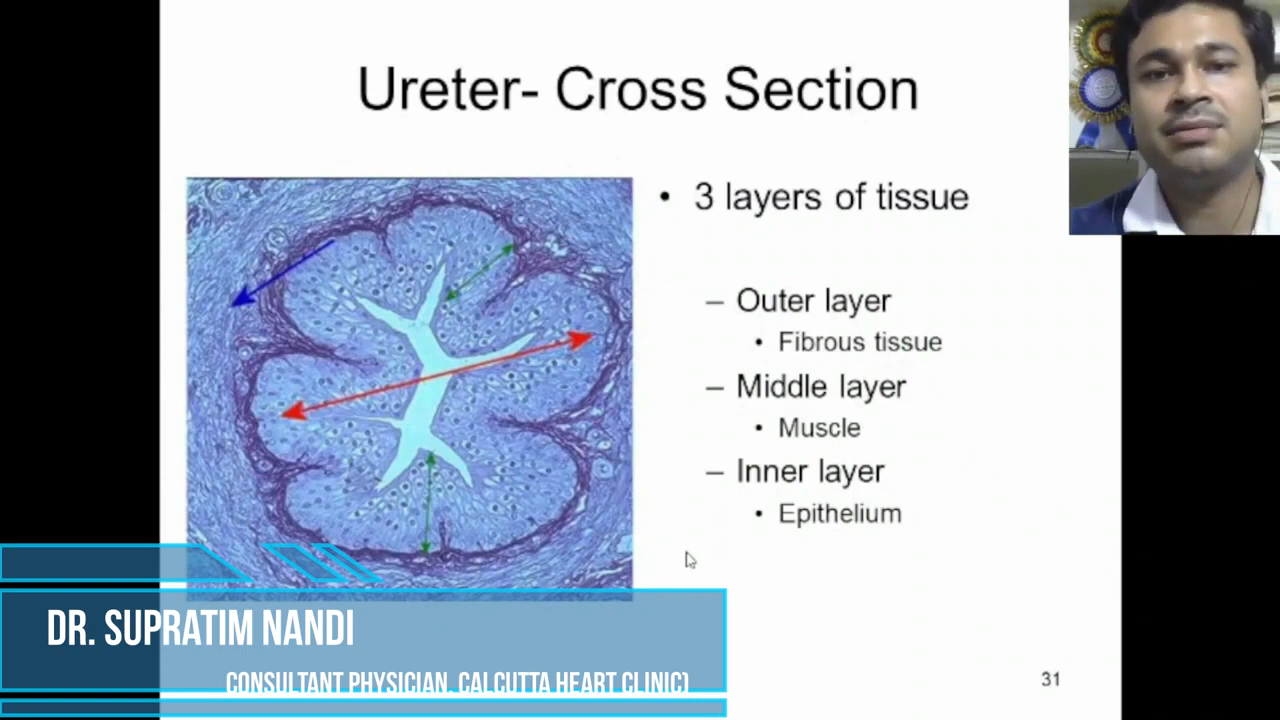 Ureter- Cross Section
• 3 layers of tissue
– Outer layer
• Fibrous tissue
– Middle layer
• Muscle
– Inner layer
• Epithelium
DR. SUPRATIM NANDI
CONSULTANT PHYSICIAN, CALCUTTA HEART CLINIC)
31